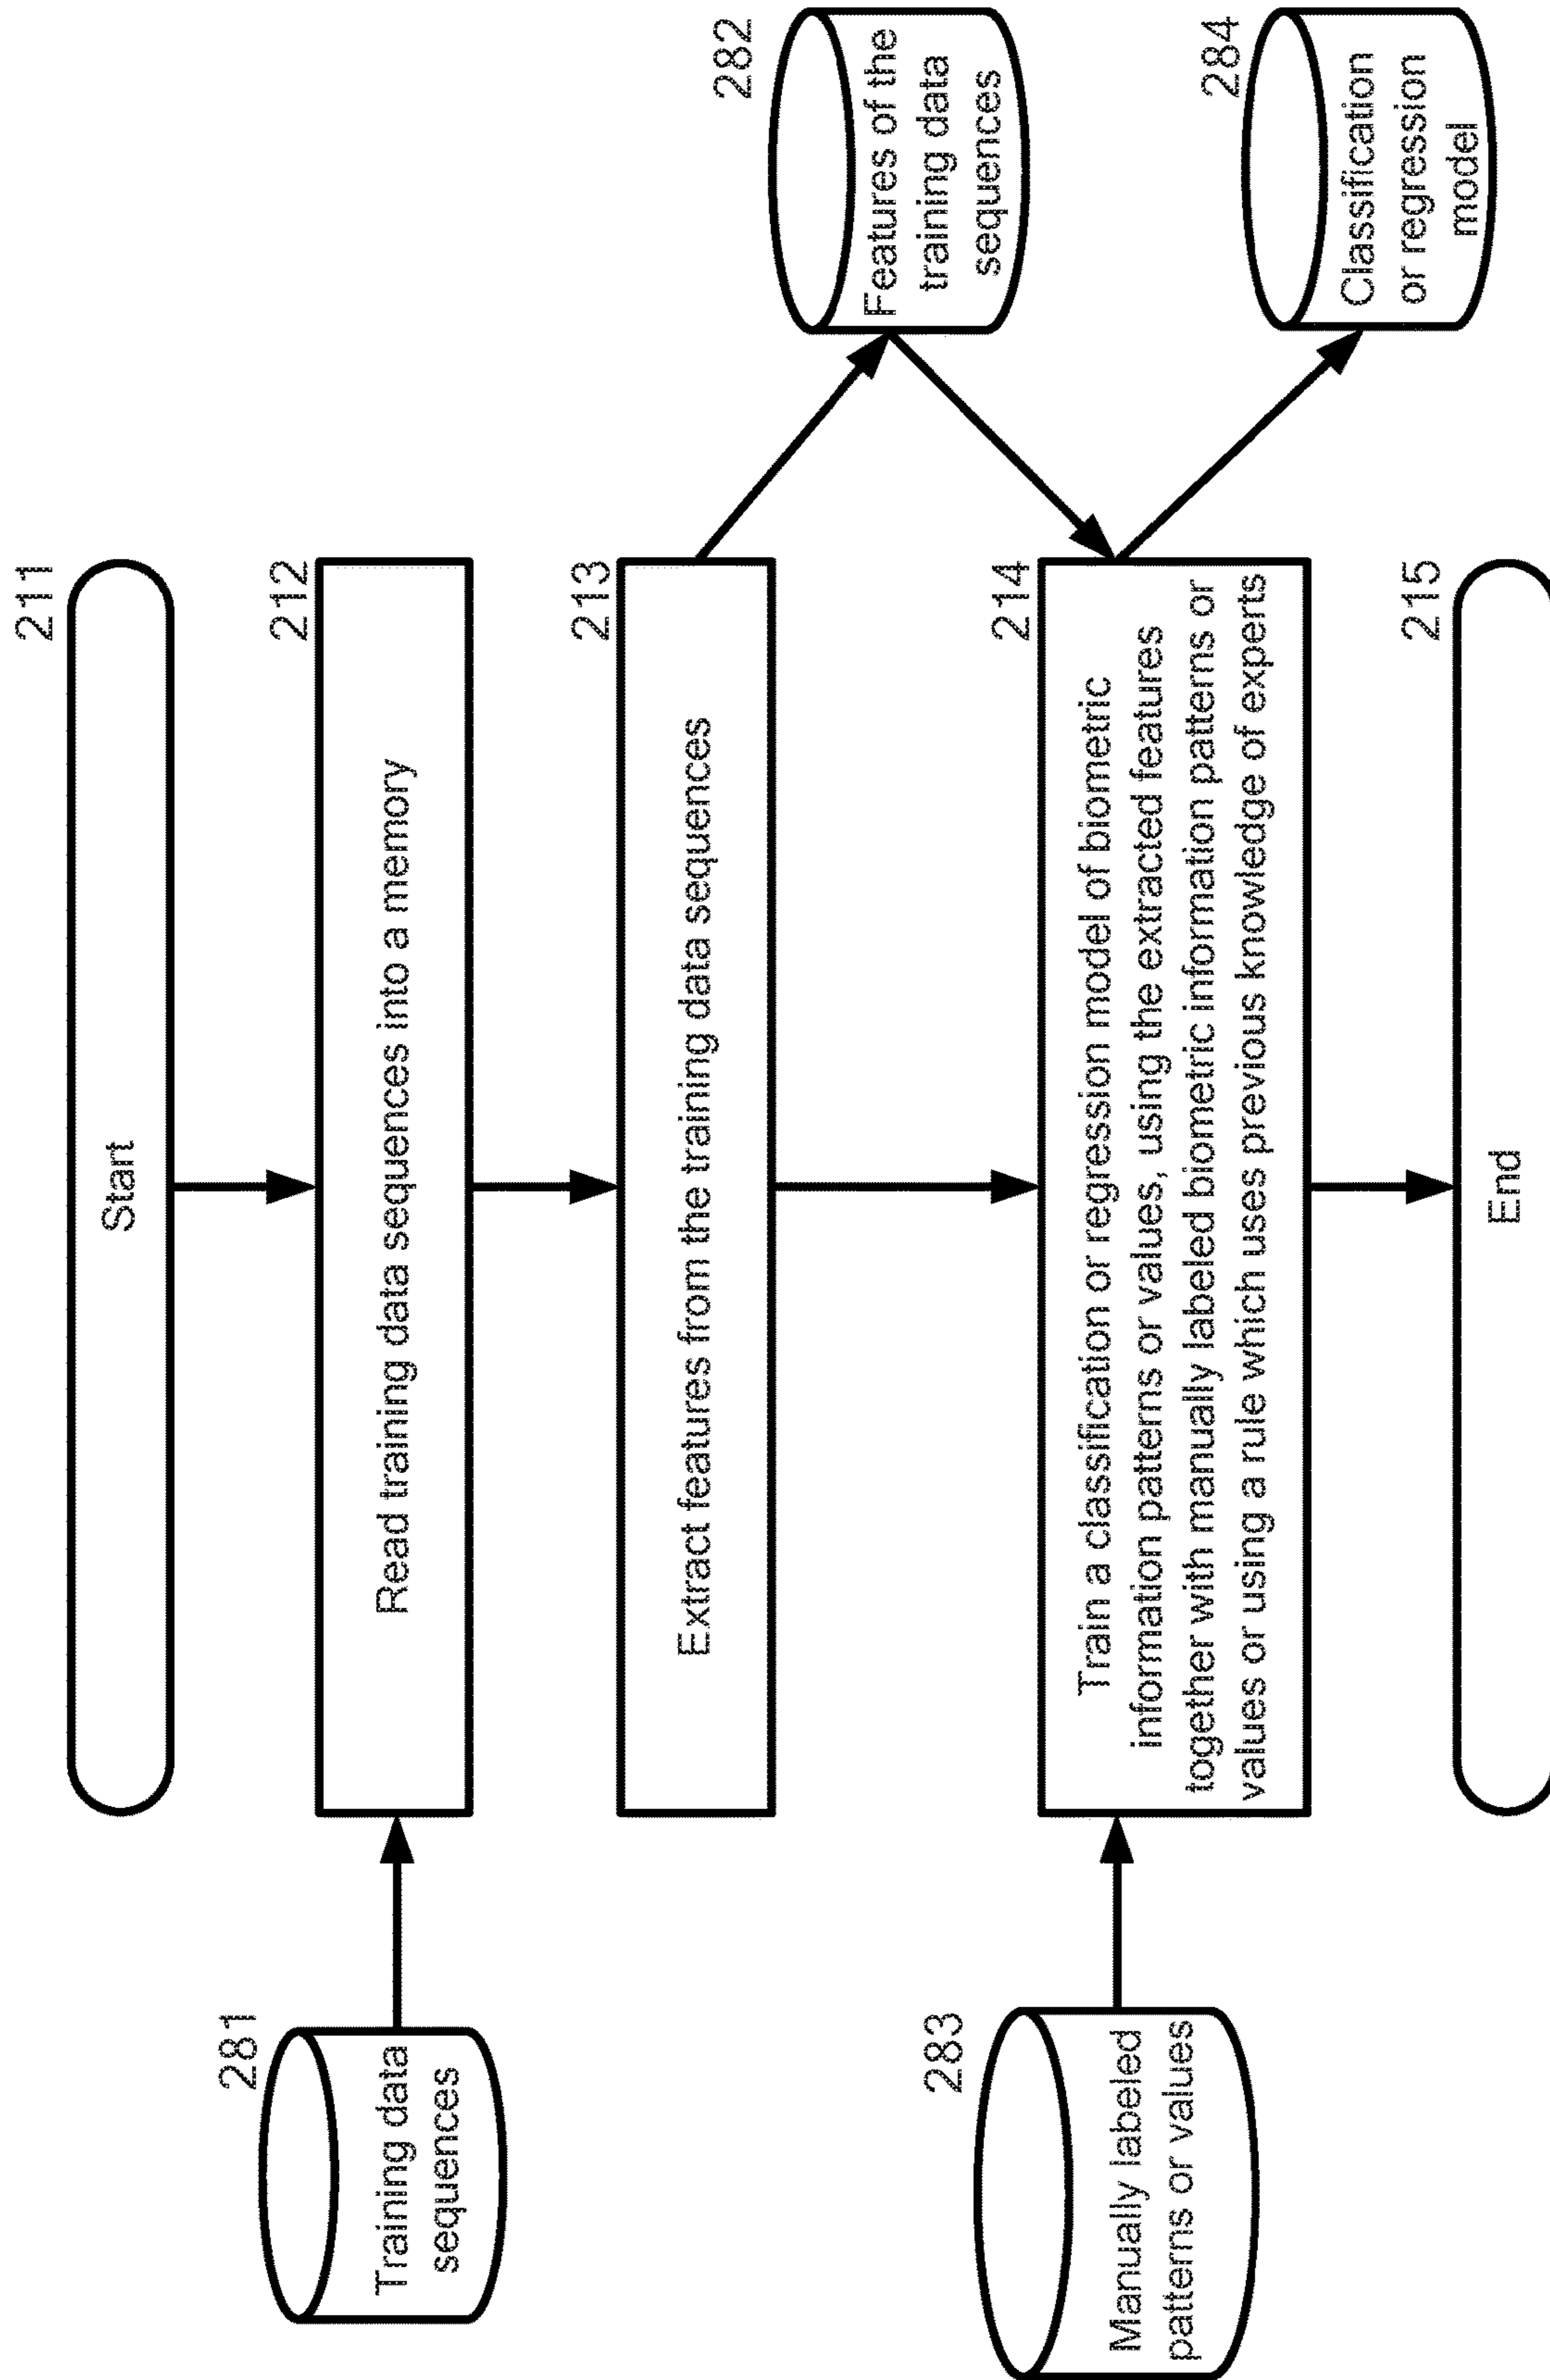 211
Start
281
Training data
sequences
212
Read training data sequences into a memory
213
Extract features from the training data sequences
282
Features of the
training data
sequences
283
Manually labeled
patterns or values
214
Train a classification or regression model of biometric
information patterns or values, using the extracted features
together with manually labeled biometric information patterns or
values or using a rule which uses previous knowledge of experts
284
Classification
or regression
model
215
End